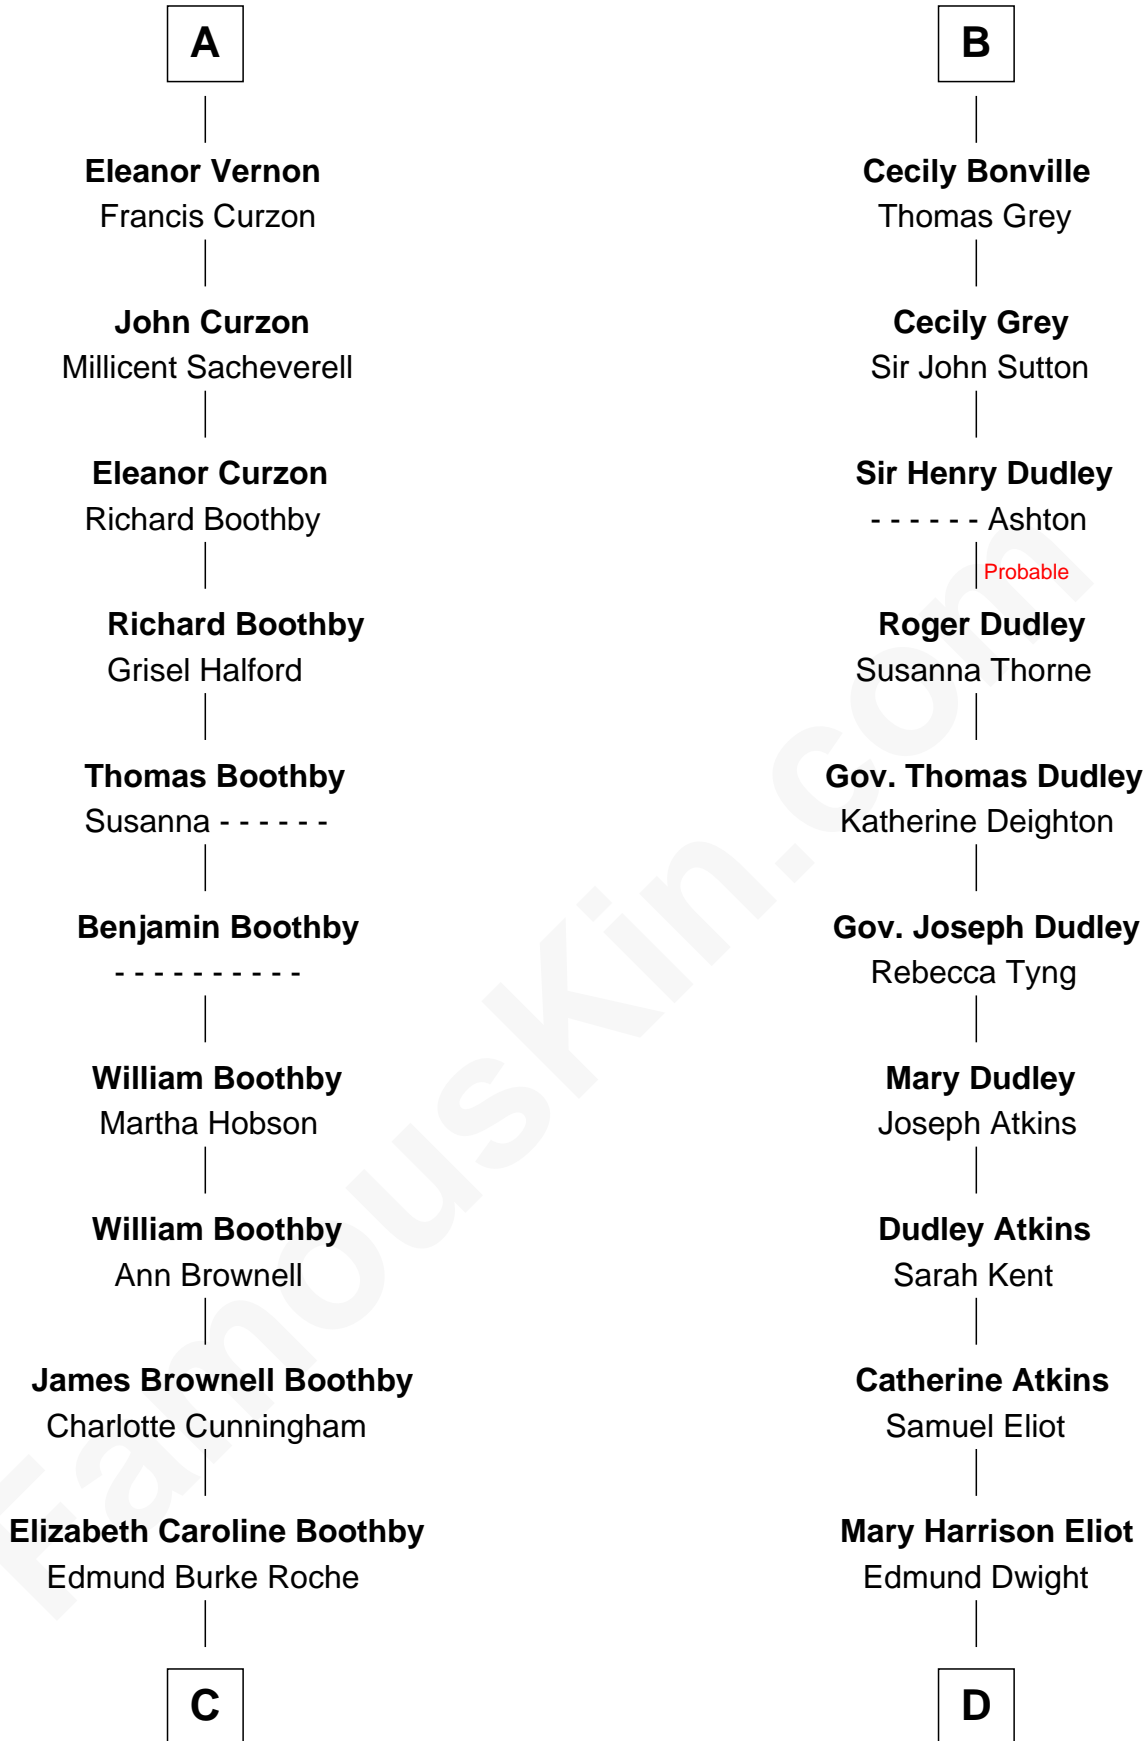 A
Eleanor Vernon
Francis Curzon
John Curzon
Millicent Sacheverell
Eleanor Curzon
Richard Boothby
Richard Boothby
Grisel Halford
Thomas Boothby
Susanna - - - - - -
Benjamin Boothby
- - - - - - - - - -
William Boothby
Martha Hobson
William Boothby
Ann Brownell
James Brownell Boothby
Charlotte Cunningham
Elizabeth Caroline Boothby
Edmund Burke Roche
C
B
Cecily Bonville
Thomas Grey
Cecily Grey
Sir John Sutton
Sir Henry Dudley
- - - - - - Ashton
Probable
Roger Dudley
Susanna Thorne
Gov. Thomas Dudley
Katherine Deighton
Gov. Joseph Dudley
Rebecca Tyng
Mary Dudley
Joseph Atkins
Dudley Atkins
Sarah Kent
Catherine Atkins
Samuel Eliot
Mary Harrison Eliot
Edmund Dwight
D
FamousKin.com